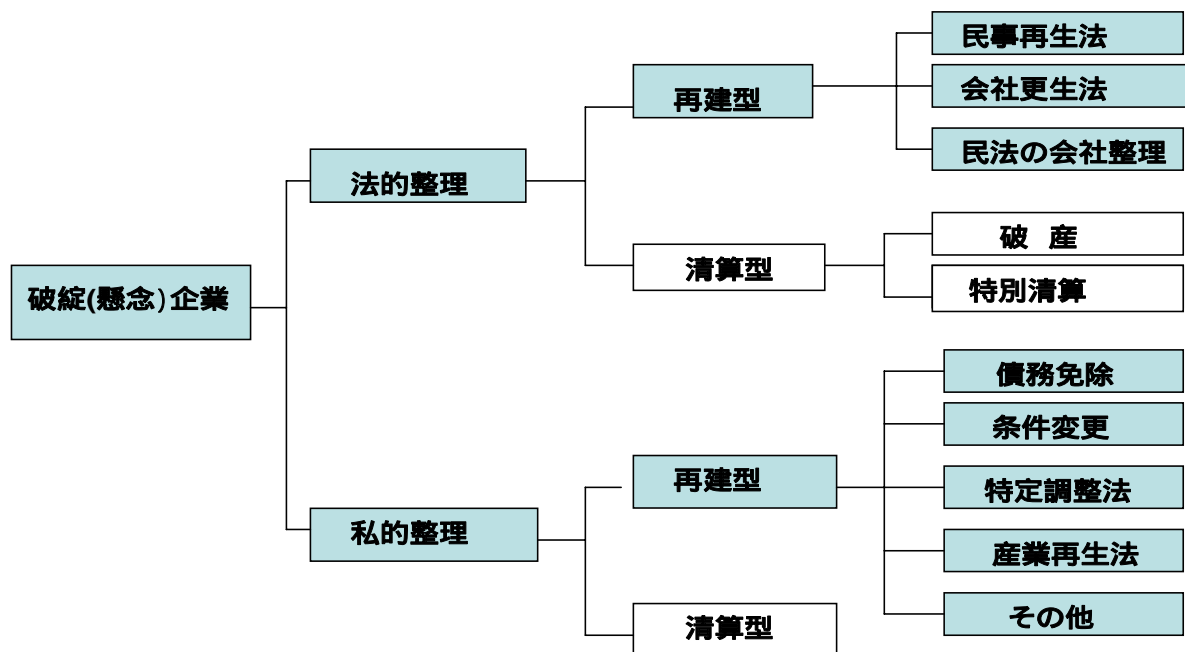 破綻(懸念)企業
法的整理
再建型
民事再生法
会社更生法
民法の会社整理
清算型
破 産
特別清算
私的整理
再建型
債務免除
条件変更
特定調整法
産業再生法
その他
清算型